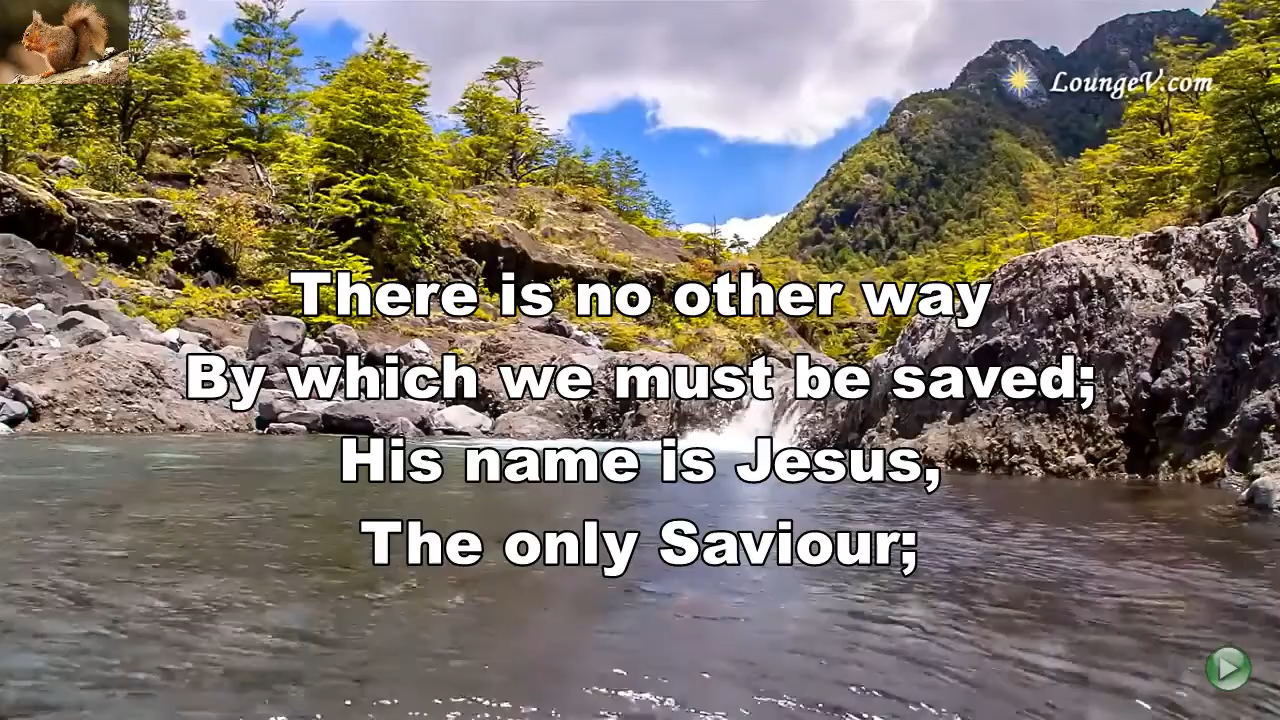 24
LoungeV.com
There is no other way
By which we must be saved;
His name is Jesus,
The only Saviour;